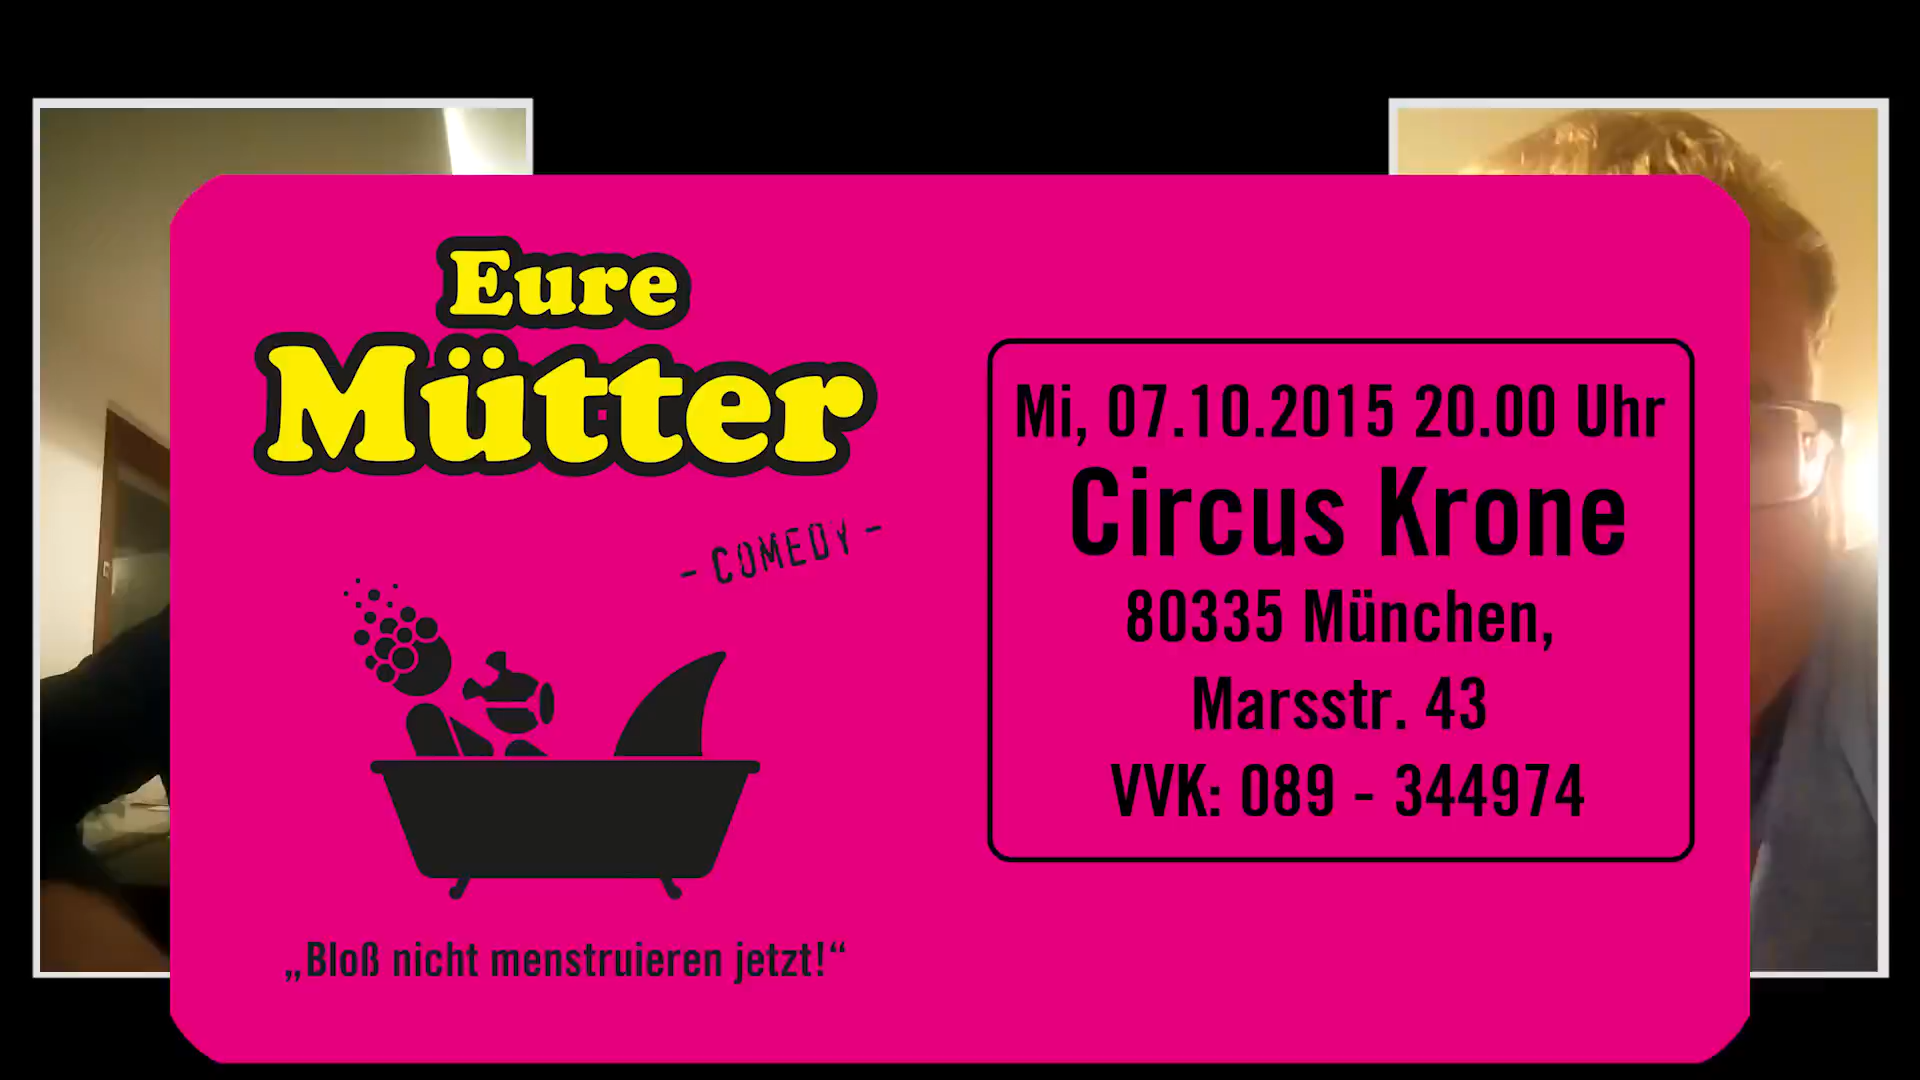 Eure
Mütter
- COMEDY -
„Bloß nicht menstruieren jetzt!“
Mi, 07.10.2015 20.00 Uhr
Circus Krone
80335 München,
Marsstr. 43
VVK: 089 - 344974